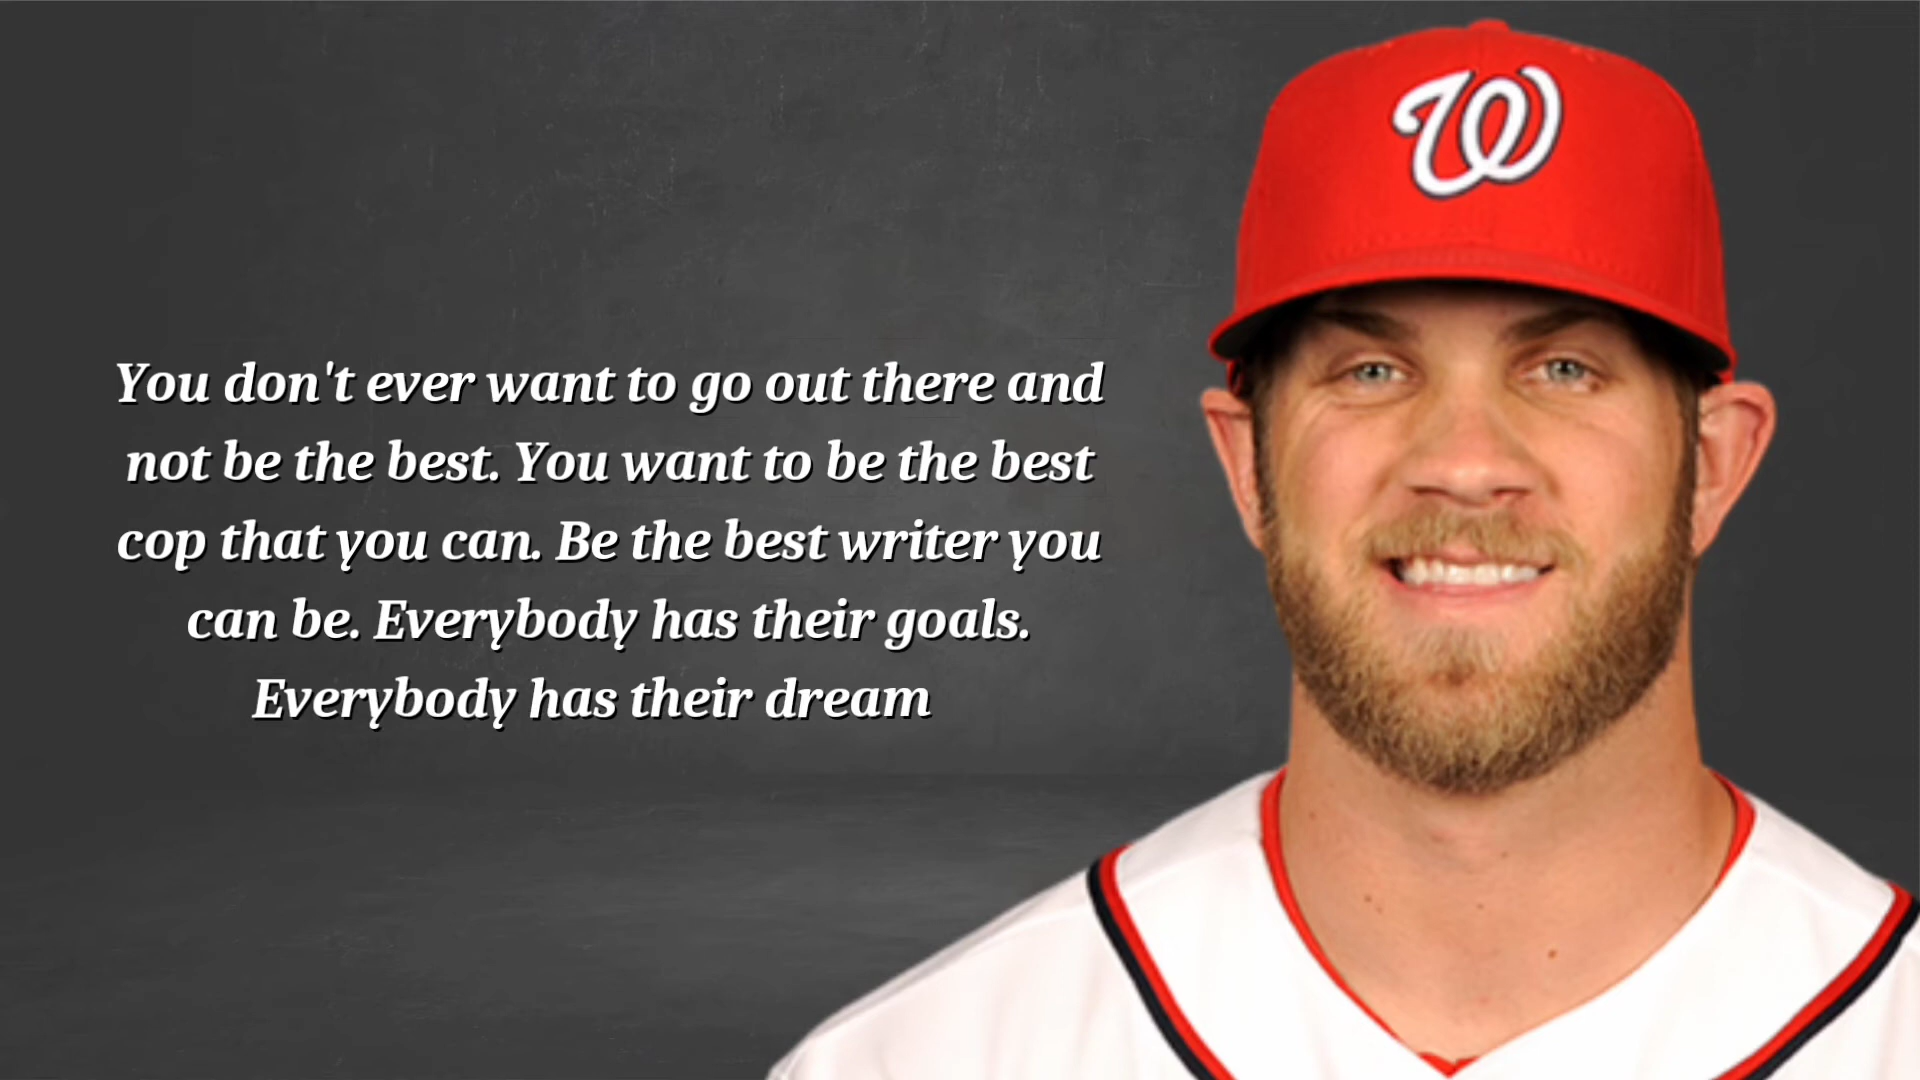 W
You don't ever want to go out there and
not be the best. You want to be the best
cop that you can. Be the best writer you
can be. Everybody has their goals.
Everybody has their dream